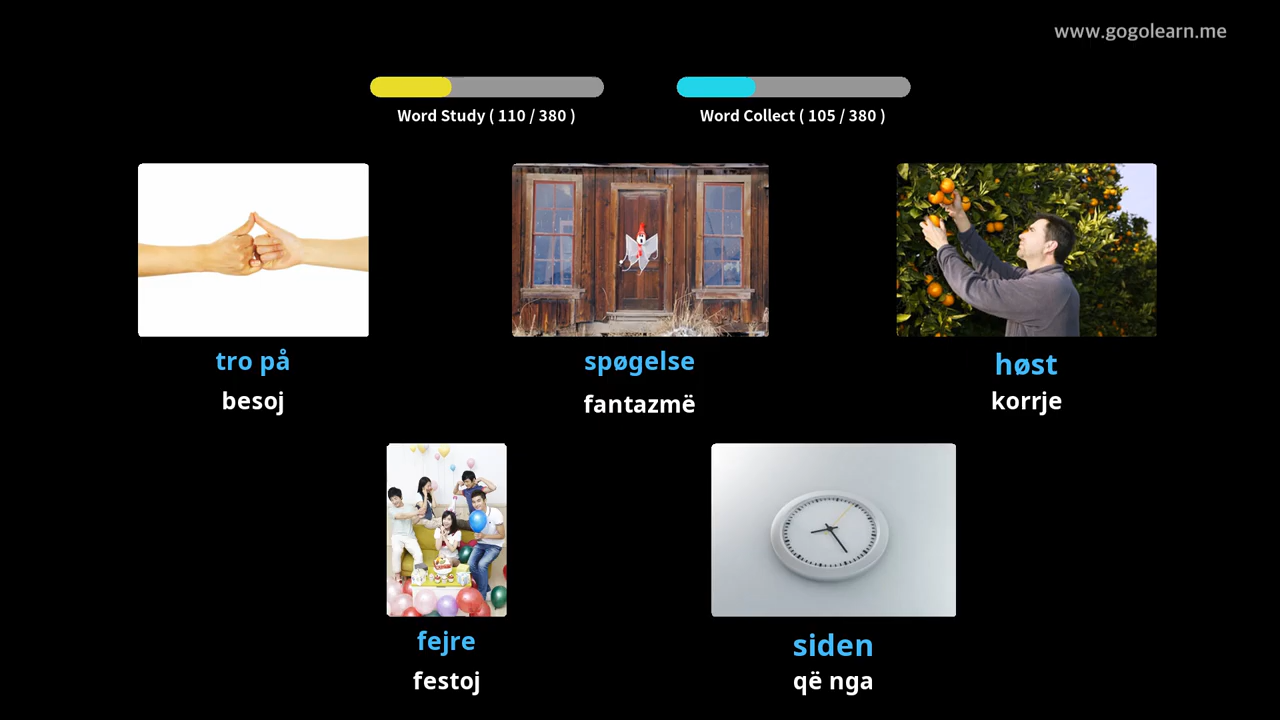 www.gogolearn.me
Word Study ( 110 / 380 )
Word Collect ( 105 / 380 )
tro på
besoj
spøgelse
fantazmë
høst
korrje
fejre
festoj
siden
që nga